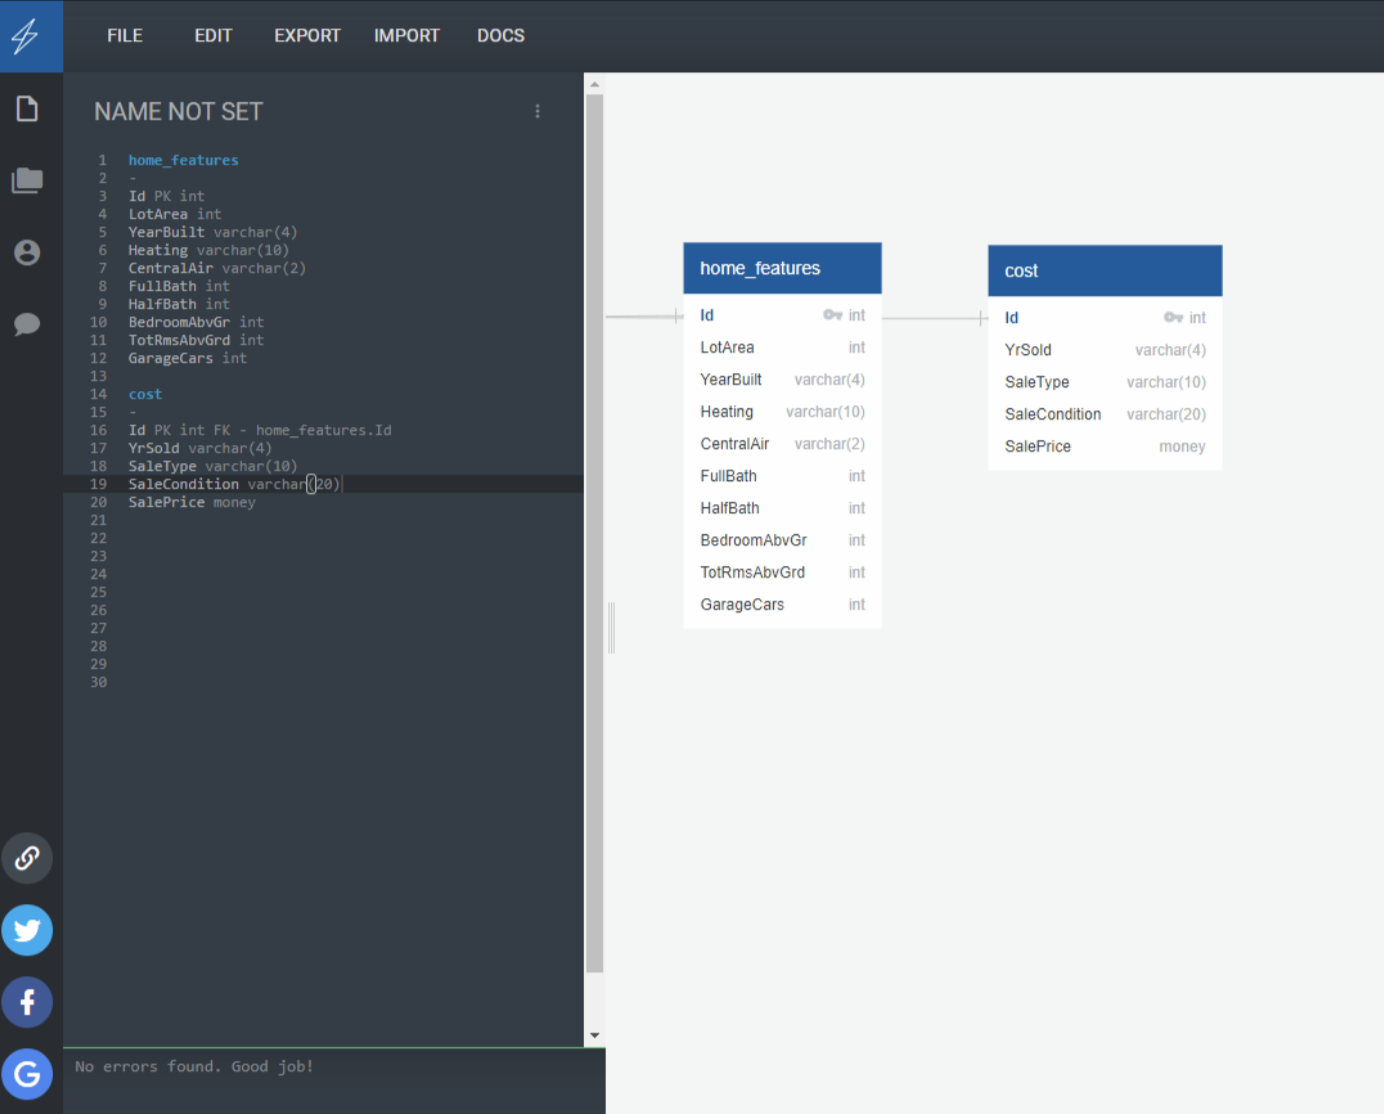 FILE EDIT EXPORT IMPORT DOCS
NAME NOT SET
1 home_features
2 -
3 Id PK int
4 LotArea int
5 YearBuilt varchar(4)
6 Heating varchar(10)
7 CentralAir varchar(2)
8 FullBath int
9 HalfBath int
10 BedroomAbvGr int
11 TotRmsAbvGrd int
12 GarageCars int
13
14 cost
15 -
16 Id PK int FK - home_features.Id
17 YrSold varchar(4)
18 SaleType varchar(10)
19 SaleCondition varchar(20)
20 SalePrice money
21
22
23
24
25
26
27
28
29
30
No errors found. Good job!
home_features
Id int
LotArea int
YearBuilt varchar(4)
Heating varchar(10)
CentralAir varchar(2)
FullBath int
HalfBath int
BedroomAbvGr int
TotRmsAbvGrd int
GarageCars int
cost
Id int
YrSold varchar(4)
SaleType varchar(10)
SaleCondition varchar(20)
SalePrice money